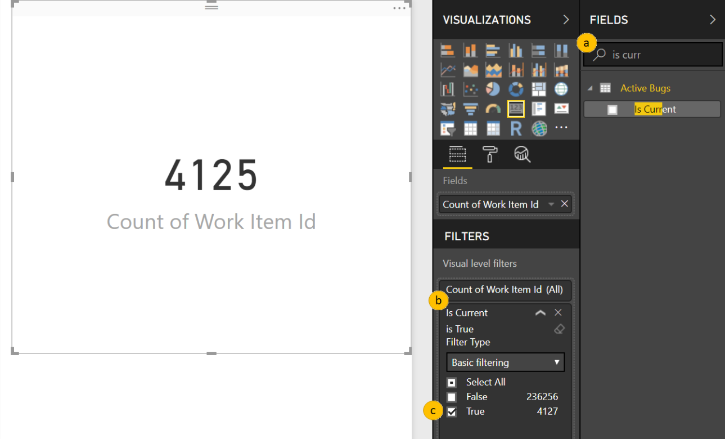 VISUALIZATIONS
FIELDS
a
is curr
Active Bugs
Is Current
R
4125
Count of Work Item Id
Fields
Count of Work Item Id
FILTERS
Visual level filters
Count of Work Item Id (All)
b
Is Current
is True
Filter Type
Basic filtering
Select All
False 236256
c
True 4127